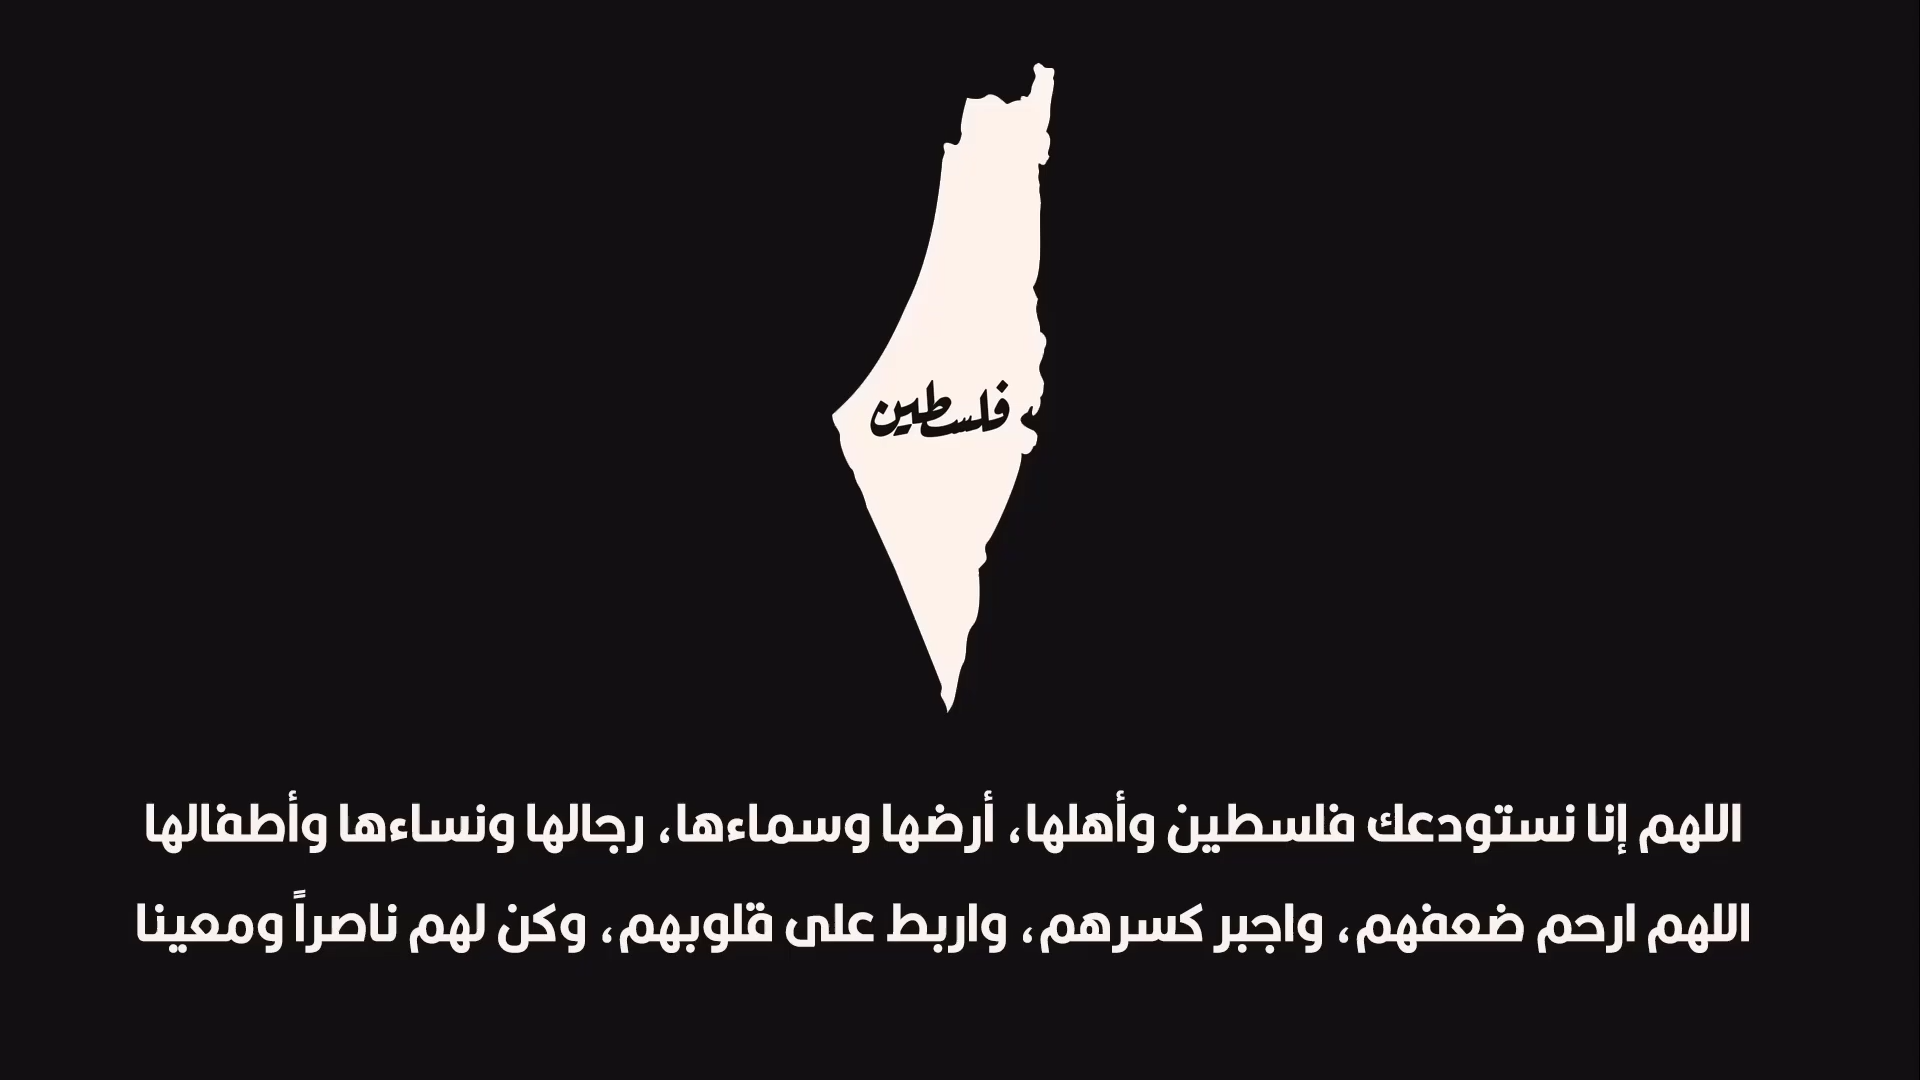 فلسطين
اللهم إنا نستودعك فلسطين وأهلها، أرضها وسماءها، رجالها ونساءها وأطفالها
اللهم ارحم ضعفهم، واجبر كسرهم، واربط على قلوبهم، وكن لهم ناصراً ومعينا